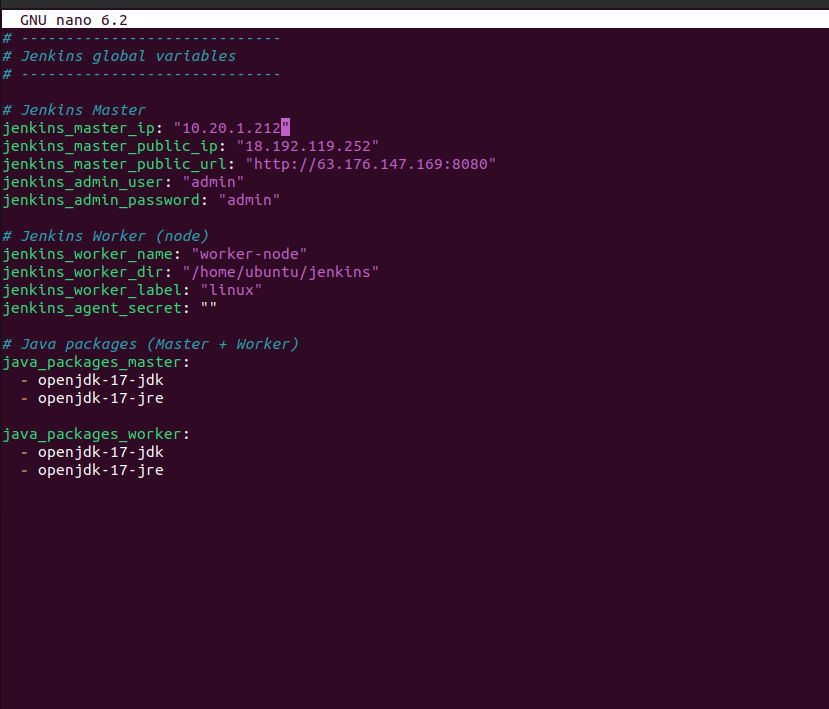 GNU nano 6.2
# -----------------------------
# Jenkins global variables
# -----------------------------
# Jenkins Master
jenkins_master_ip: "10.20.1.212"
jenkins_master_public_ip: "18.192.119.252"
jenkins_master_public_url: "http://63.176.147.169:8080"
jenkins_admin_user: "admin"
jenkins_admin_password: "admin"
# Jenkins Worker (node)
jenkins_worker_name: "worker-node"
jenkins_worker_dir: "/home/ubuntu/jenkins"
jenkins_worker_label: "linux"
jenkins_agent_secret: ""
# Java packages (Master + Worker)
java_packages_master:
  - openjdk-17-jdk
  - openjdk-17-jre
java_packages_worker:
  - openjdk-17-jdk
  - openjdk-17-jre